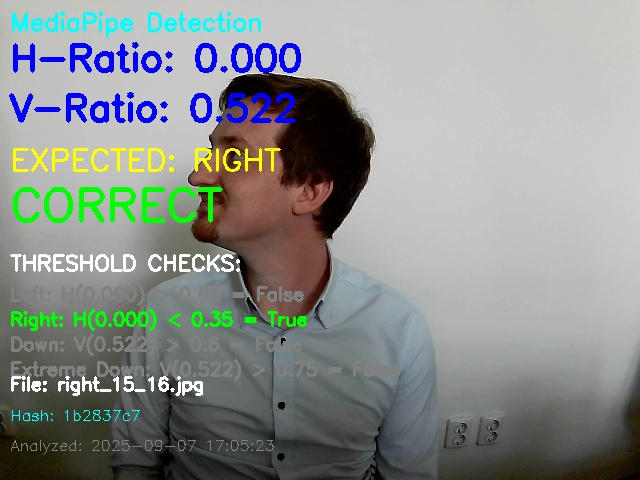 MediaPipe Detection
H-Ratio: 0.000
V-Ratio: 0.522
EXPECTED: RIGHT
CORRECT
THRESHOLD CHECKS:
Left: H(0.000) = False
Right: H(0.000) < 0.35 = True
Down: V(0.522) > 0.6 = False
Extreme Down: V(0.522) > 0.75 = False
File: right_15_16.jpg
Hash: 1b2837c7
Analyzed: 2025-09-07 17:05:23